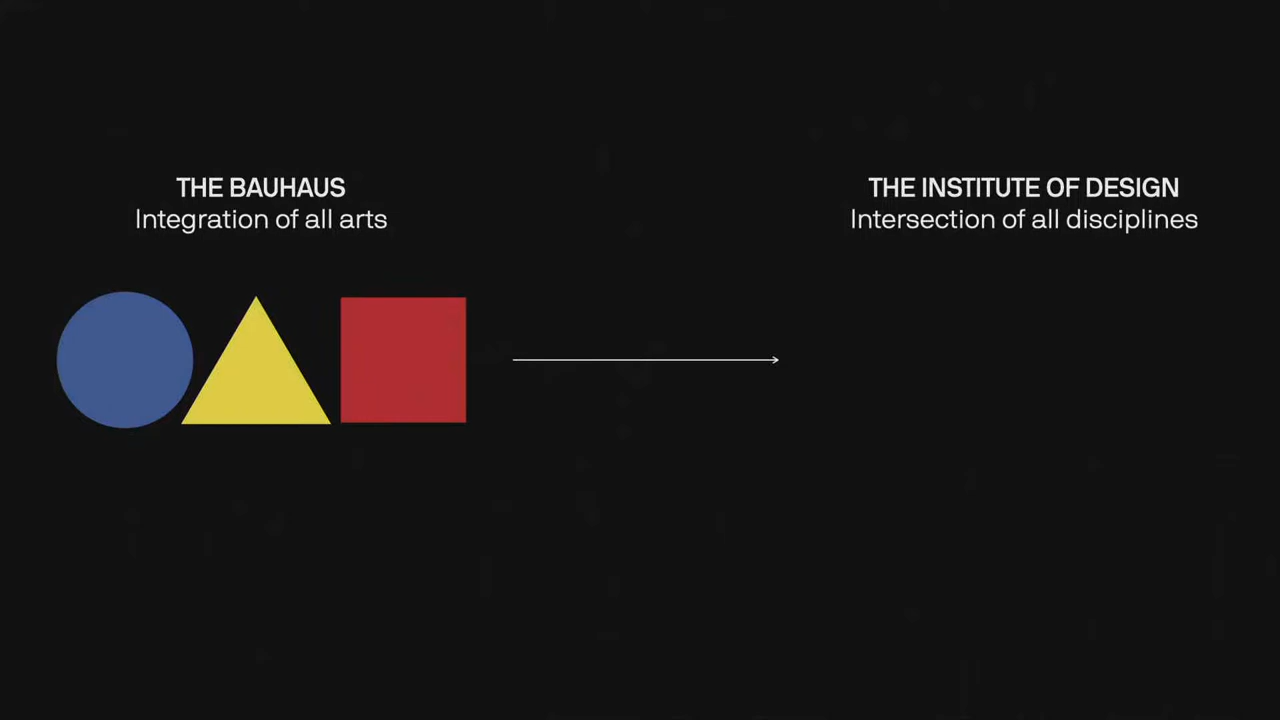 THE BAUHAUS
Integration of all arts
THE INSTITUTE OF DESIGN
Intersection of all disciplines